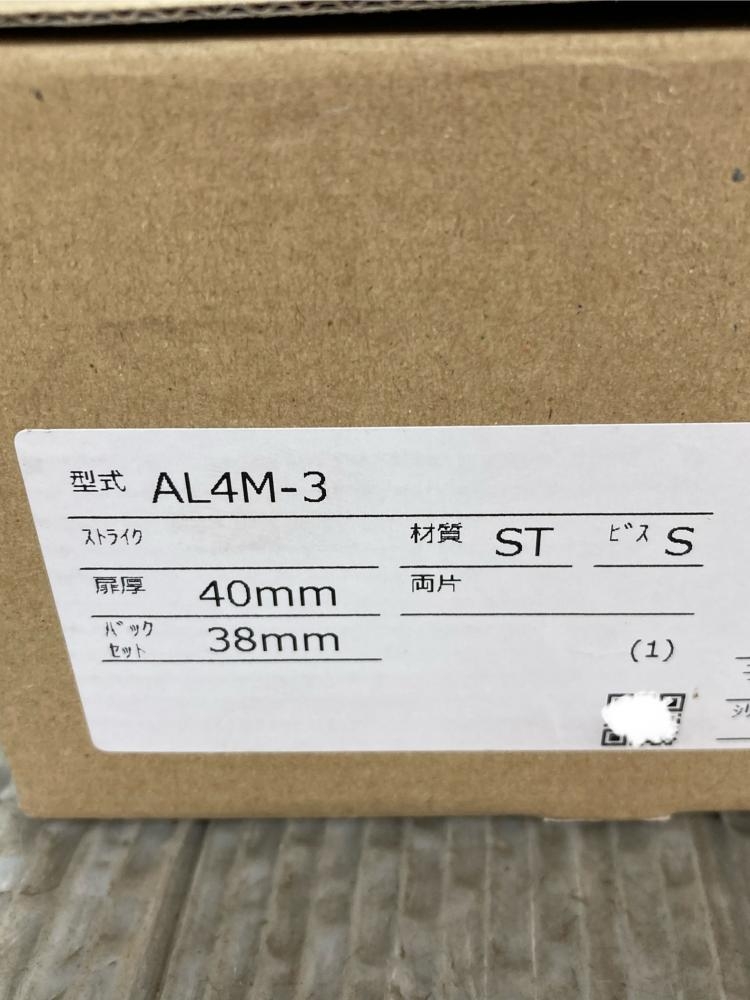 型式 AL4M-3
ｽﾄﾗｲｸ 材質 ST ﾋﾞｽ S
扉厚 40mm 両片
ﾊﾞｯｸ
ｾｯﾄ 38mm
(1)